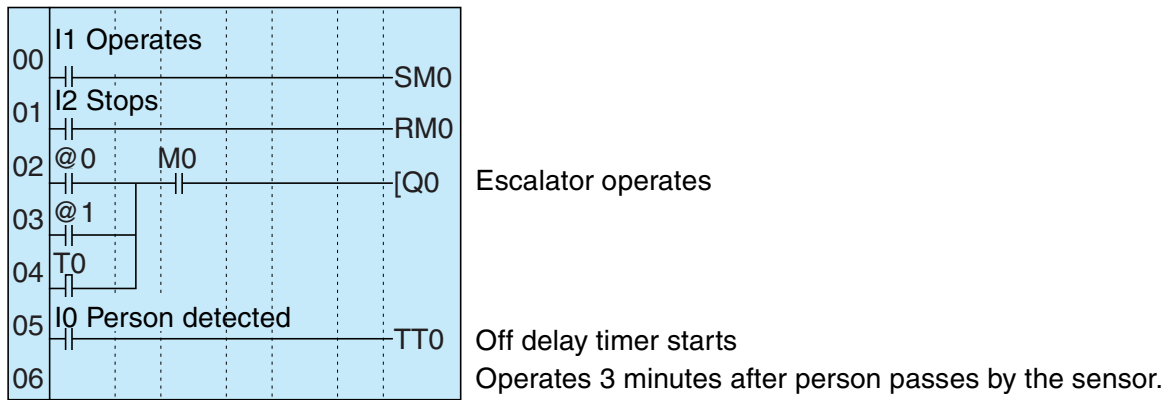 I1 Operates
00 SM0
I2 Stops
01 RM0
@0 M0
02 [Q0 Escalator operates
@1
03
T0
04
I0 Person detected
05 TT0 Off delay timer starts
06 Operates 3 minutes after person passes by the sensor.